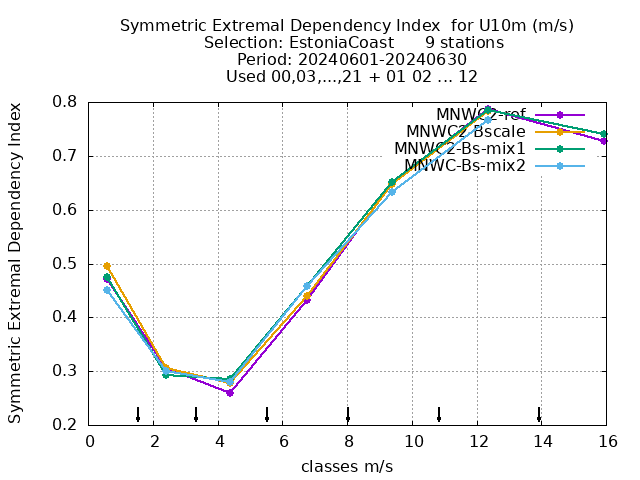 Symmetric Extremal Dependency Index  for U10m (m/s)
Selection: EstoniaCoast      9 stations
Period: 20240601-20240630
Used 00,03,...,21 + 01 02 ... 12
Symmetric Extremal Dependency Index
0.8
0.7
0.6
0.5
0.4
0.3
0.2
MNWC2-ref
MNWC2-Bscale
MNWC2-Bs-mix1
MNWC-Bs-mix2
0 2 4 6 8 10 12 14 16
classes m/s